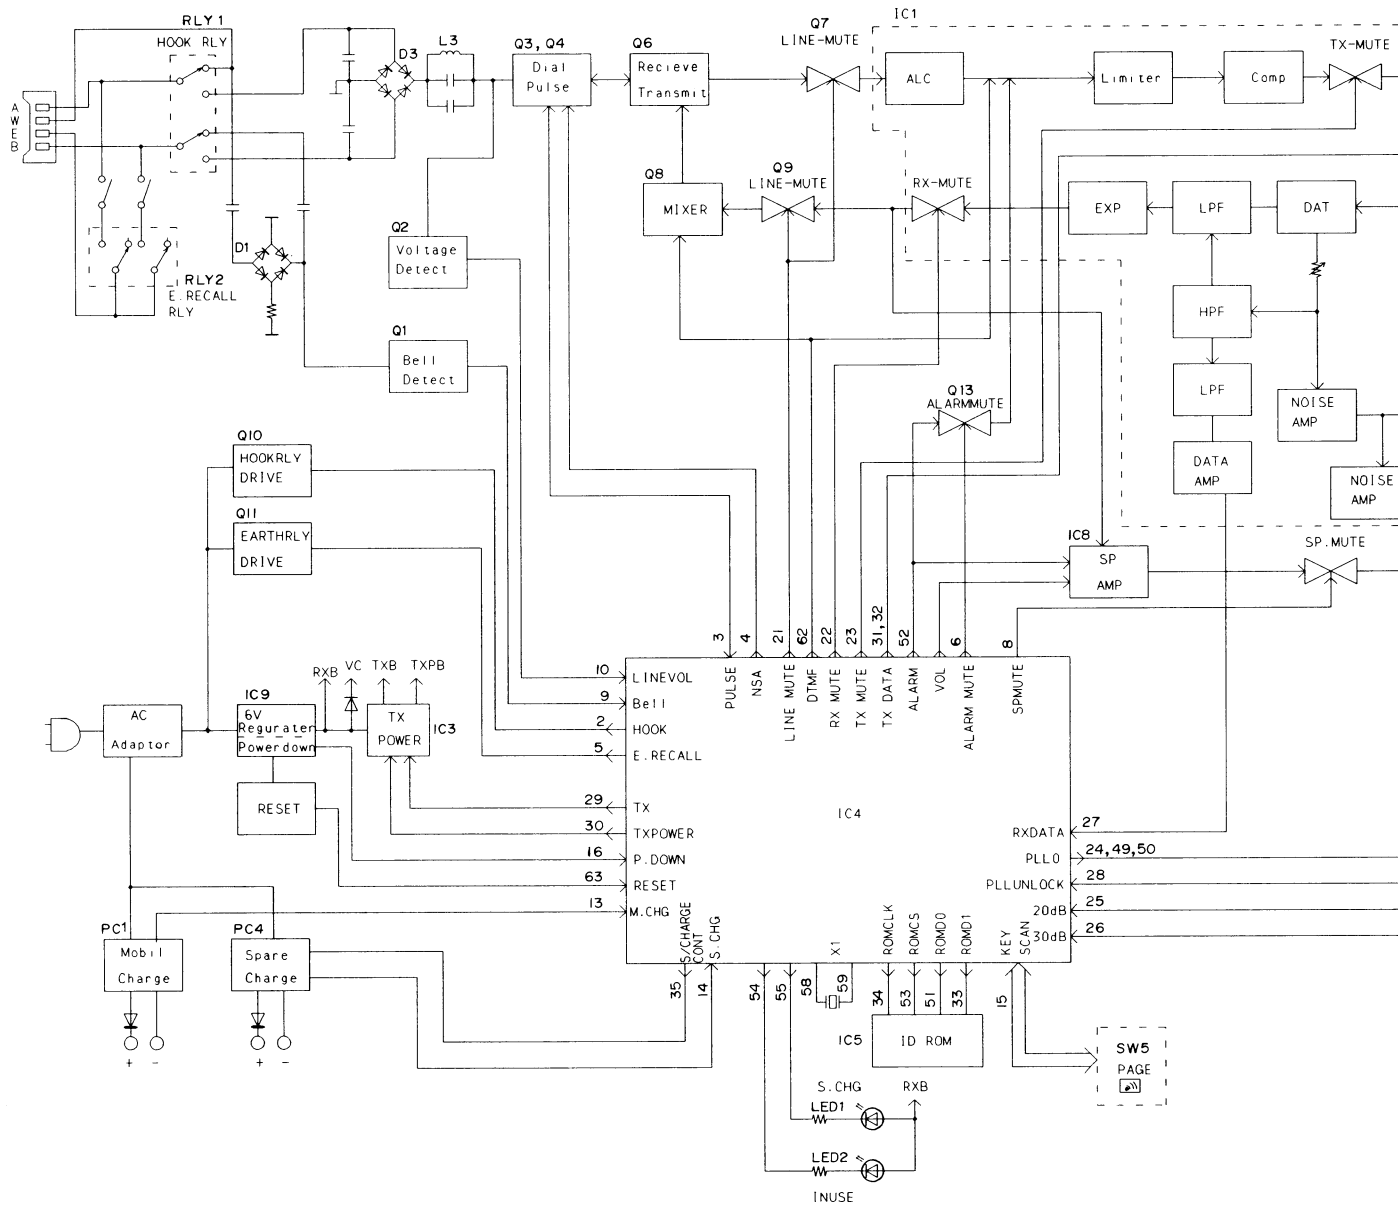 RLY 1
HOOK RLY
A
W
E
B
D3
L3
Q3, Q4
Dial
Pulse
Q6
Recieve
Transmit
Q7
LINE-MUTE
IC1
ALC
Limiter
Comp
TX-MUTE
Q8
MIXER
Q9
LINE-MUTE
RX-MUTE
EXP
LPF
DAT
D1
RLY2
E.RECALL
RLY
Q2
Voltage
Detect
Q1
Bell
Detect
HPF
LPF
NOISE
AMP
Q13
ALARMMUTE
DATA
AMP
NOISE
AMP
Q10
HOOKRLY
DRIVE
Q11
EARTHRLY
DRIVE
IC8
SP
AMP
SP.MUTE
3
4
21
62
22
23
31, 32
52
6
8
PULSE
NSA
LINE MUTE
DTMF
RX MUTE
TX MUTE
TX DATA
ALARM
VOL
ALARM MUTE
SPMUTE
RXB
VC
TXB
TXPB
AC
Adaptor
IC9
6V
Regurater
Powerdown
TX
POWER
IC3
RESET
10
LINEVOL
9
Bell
2
HOOK
5
E.RECALL
29
TX
30
TXPOWER
16
P.DOWN
63
RESET
13
M.CHG
IC4
RXDATA
27
PLL0
24,49,50
PLLUNLOCK
28
20dB
25
30dB
26
S/CHARGE
CONT
S.CHG
X1
ROMCLK
ROMCS
ROMD0
ROMD1
KEY
SCAN
35
14
54
55
58
59
34
53
51
33
15
PC1
Mobil
Charge
+
-
PC4
Spare
Charge
+
-
IC5
ID ROM
SW5
PAGE
S.CHG
RXB
LED1
LED2
INUSE